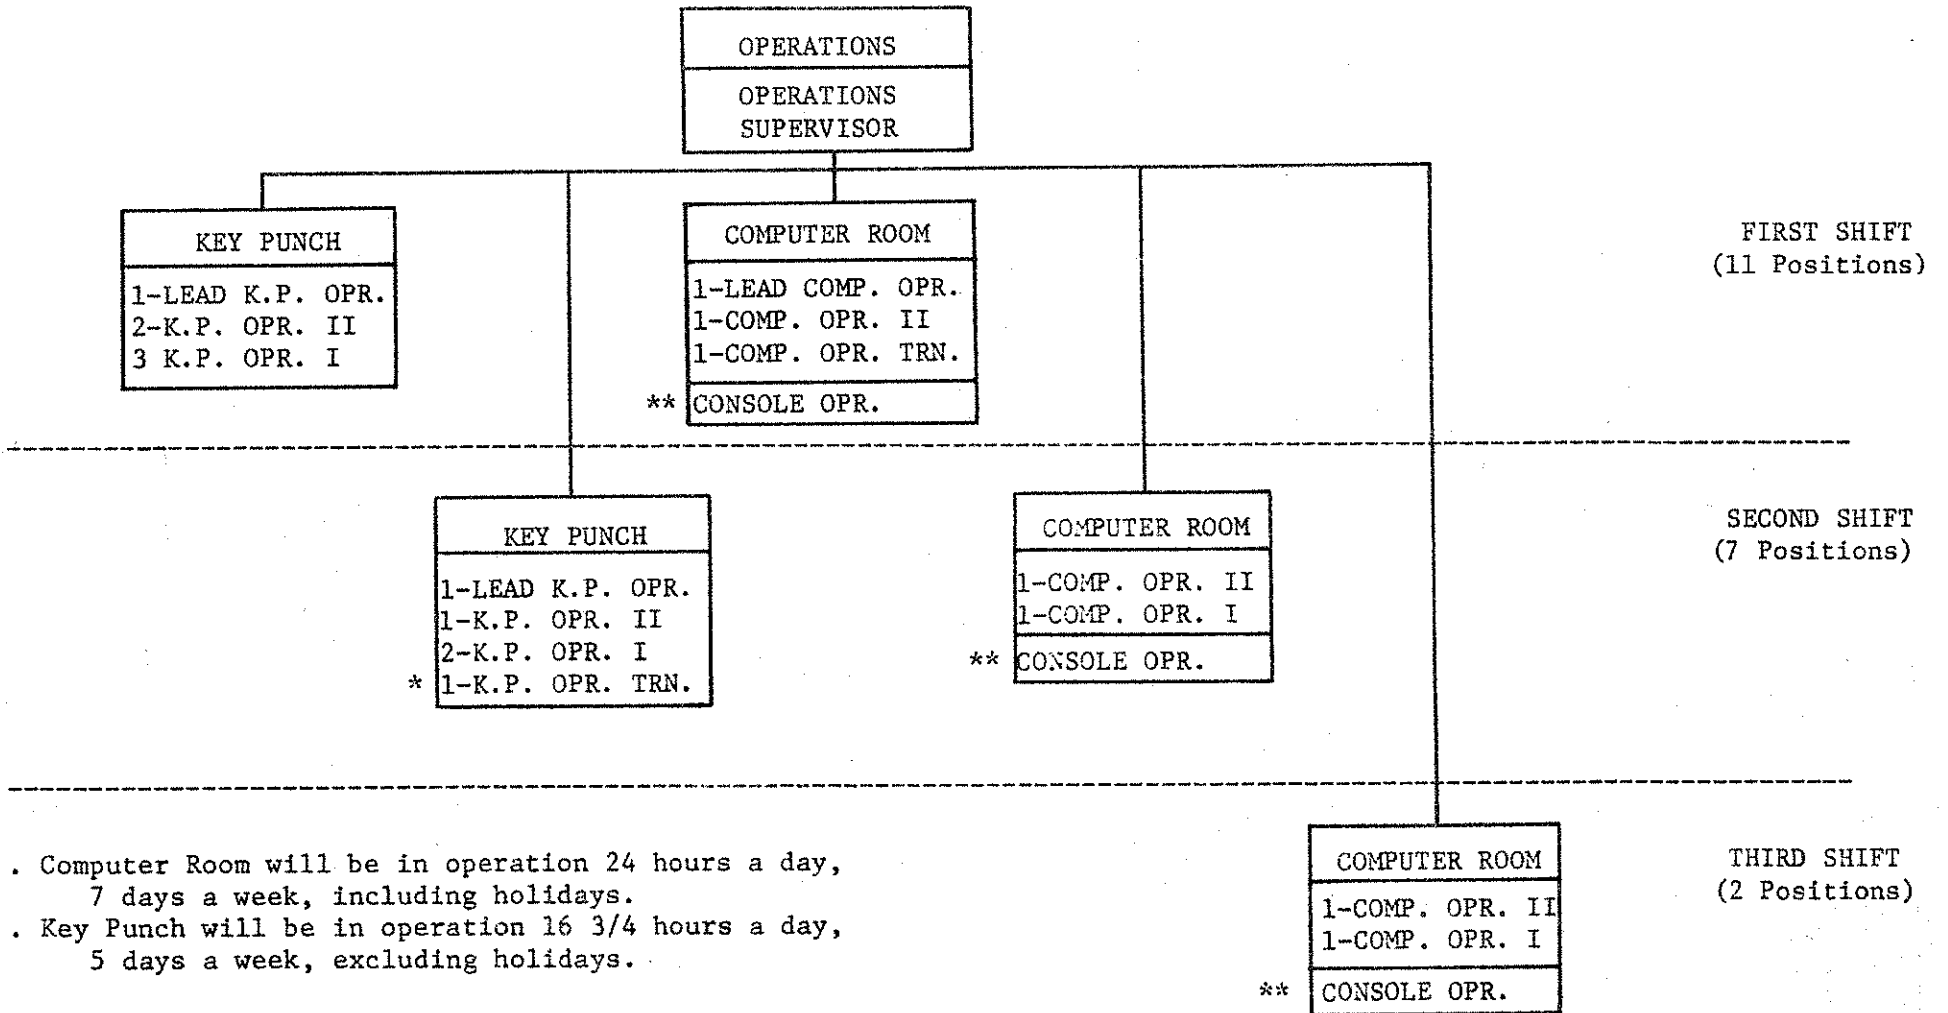 OPERATIONS
OPERATIONS
SUPERVISOR
KEY PUNCH
1-LEAD K.P. OPR.
2-K.P. OPR. II
3 K.P. OPR. I
COMPUTER ROOM
1-LEAD COMP. OPR.
1-COMP. OPR. II
1-COMP. OPR. TRN.
** CONSOLE OPR.
FIRST SHIFT
(11 Positions)
KEY PUNCH
1-LEAD K.P. OPR.
1-K.P. OPR. II
2-K.P. OPR. I
* 1-K.P. OPR. TRN.
COMPUTER ROOM
1-COMP. OPR. II
1-COMP. OPR. I
** CONSOLE OPR.
SECOND SHIFT
(7 Positions)
. Computer Room will be in operation 24 hours a day,
7 days a week, including holidays.
. Key Punch will be in operation 16 3/4 hours a day,
5 days a week, excluding holidays.
COMPUTER ROOM
1-COMP. OPR. II
1-COMP. OPR. I
** CONSOLE OPR.
THIRD SHIFT
(2 Positions)